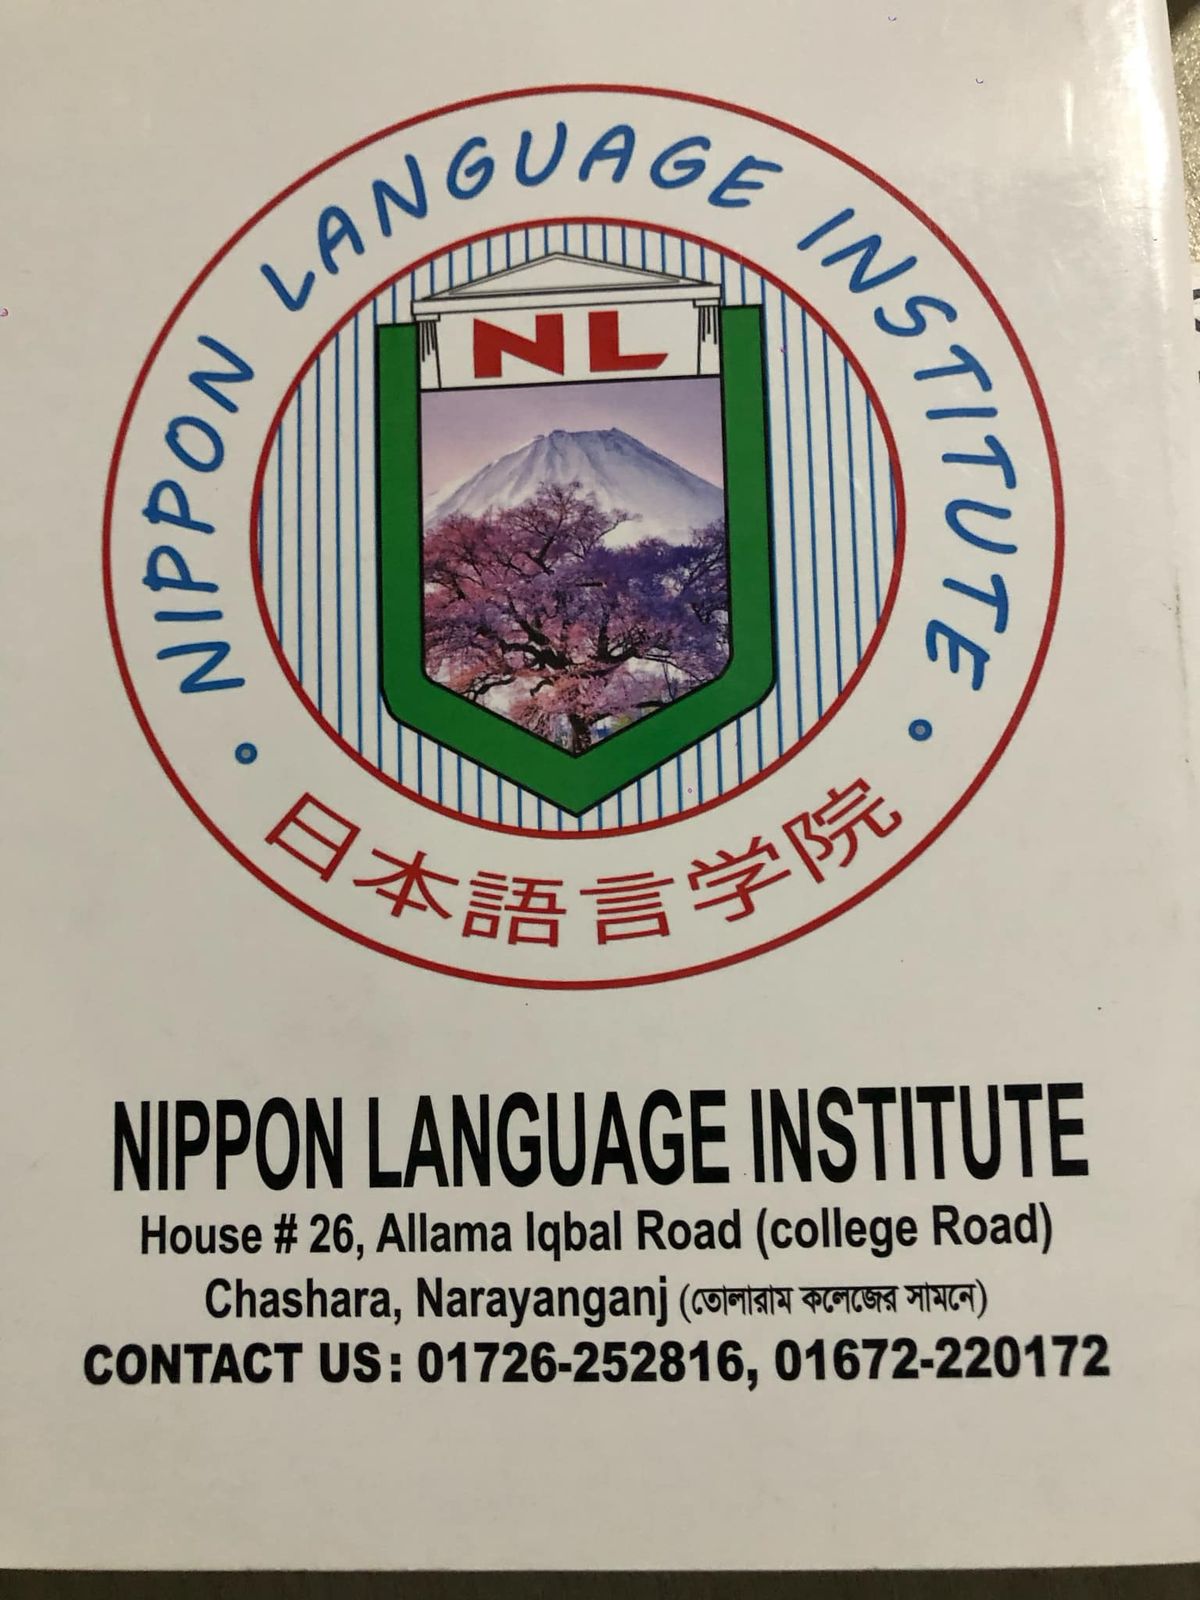 NIPPON LANGUAGE INSTITUTE
NL
日本語言学院
NIPPON LANGUAGE INSTITUTE
House # 26, Allama Iqbal Road (college Road)
Chashara, Narayanganj (তোলারাম কলেজের সামনে)
CONTACT US: 01726-252816, 01672-220172